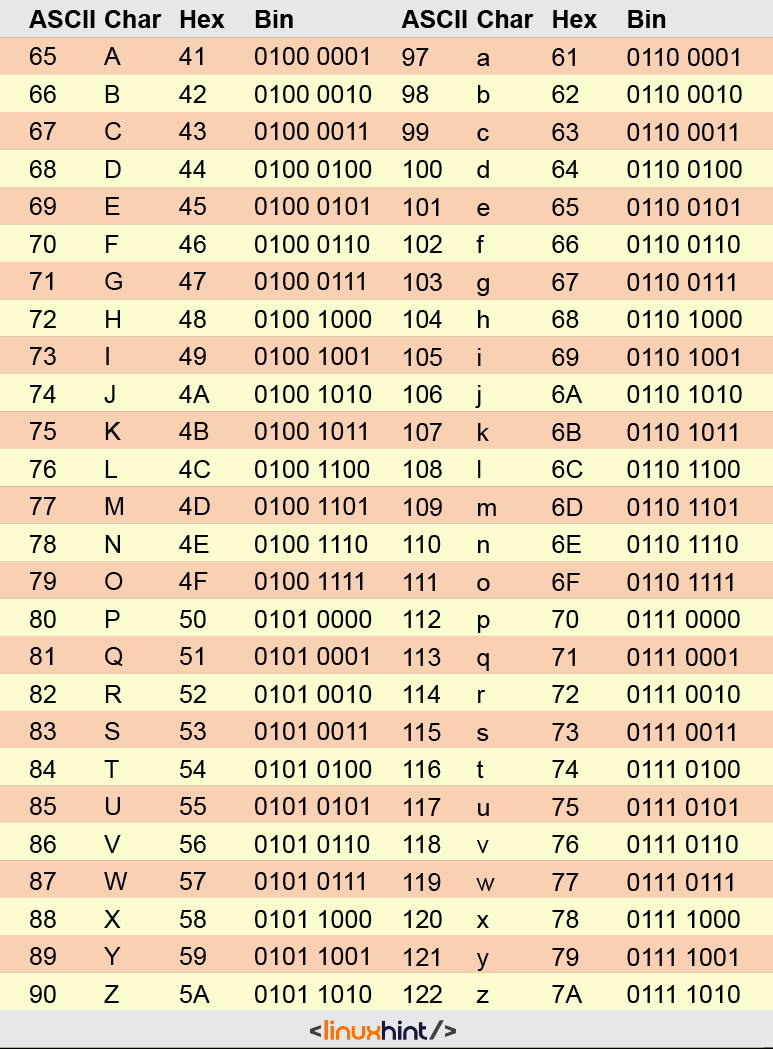 ASCII Char Hex Bin ASCII Char Hex Bin
65 A 41 0100 0001 97 a 61 0110 0001
66 B 42 0100 0010 98 b 62 0110 0010
67 C 43 0100 0011 99 c 63 0110 0011
68 D 44 0100 0100 100 d 64 0110 0100
69 E 45 0100 0101 101 e 65 0110 0101
70 F 46 0100 0110 102 f 66 0110 0110
71 G 47 0100 0111 103 g 67 0110 0111
72 H 48 0100 1000 104 h 68 0110 1000
73 I 49 0100 1001 105 i 69 0110 1001
74 J 4A 0100 1010 106 j 6A 0110 1010
75 K 4B 0100 1011 107 k 6B 0110 1011
76 L 4C 0100 1100 108 l 6C 0110 1100
77 M 4D 0100 1101 109 m 6D 0110 1101
78 N 4E 0100 1110 110 n 6E 0110 1110
79 O 4F 0100 1111 111 o 6F 0110 1111
80 P 50 0101 0000 112 p 70 0111 0000
81 Q 51 0101 0001 113 q 71 0111 0001
82 R 52 0101 0010 114 r 72 0111 0010
83 S 53 0101 0011 115 s 73 0111 0011
84 T 54 0101 0100 116 t 74 0111 0100
85 U 55 0101 0101 117 u 75 0111 0101
86 V 56 0101 0110 118 v 76 0111 0110
87 W 57 0101 0111 119 w 77 0111 0111
88 X 58 0101 1000 120 x 78 0111 1000
89 Y 59 0101 1001 121 y 79 0111 1001
90 Z 5A 0101 1010 122 z 7A 0111 1010
<linuxhint/>